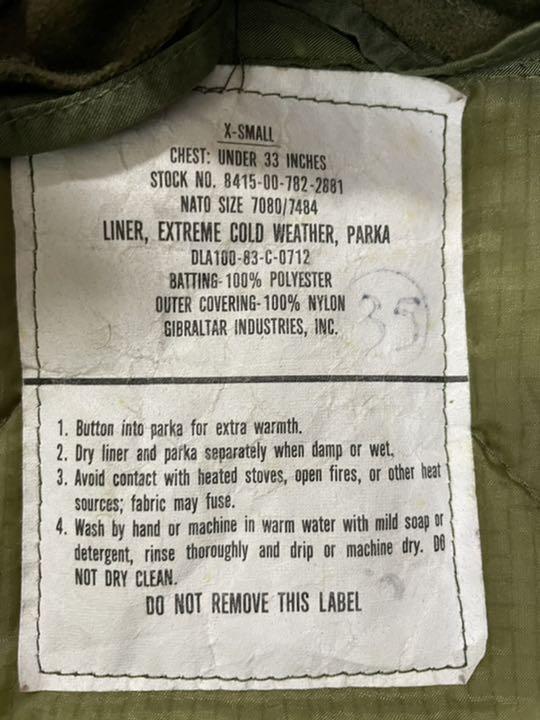 X-SMALL
CHEST: UNDER 33 INCHES
STOCK NO. 8415-00-782-2881
NATO SIZE 7080/7484
LINER, EXTREME COLD WEATHER, PARKA
DLA100-83-C-0712
BATTING-100% POLYESTER
OUTER COVERING-100% NYLON
GIBRALTAR INDUSTRIES, INC.
35
1. Button into parka for extra warmth.
2. Dry liner and parka separately when damp or wet.
3. Avoid contact with heated stoves, open fires, or other heat
sources; fabric may fuse.
4. Wash by hand or machine in warm water with mild soap or
detergent, rinse thoroughly and drip or machine dry. DO
NOT DRY CLEAN.
DO NOT REMOVE THIS LABEL